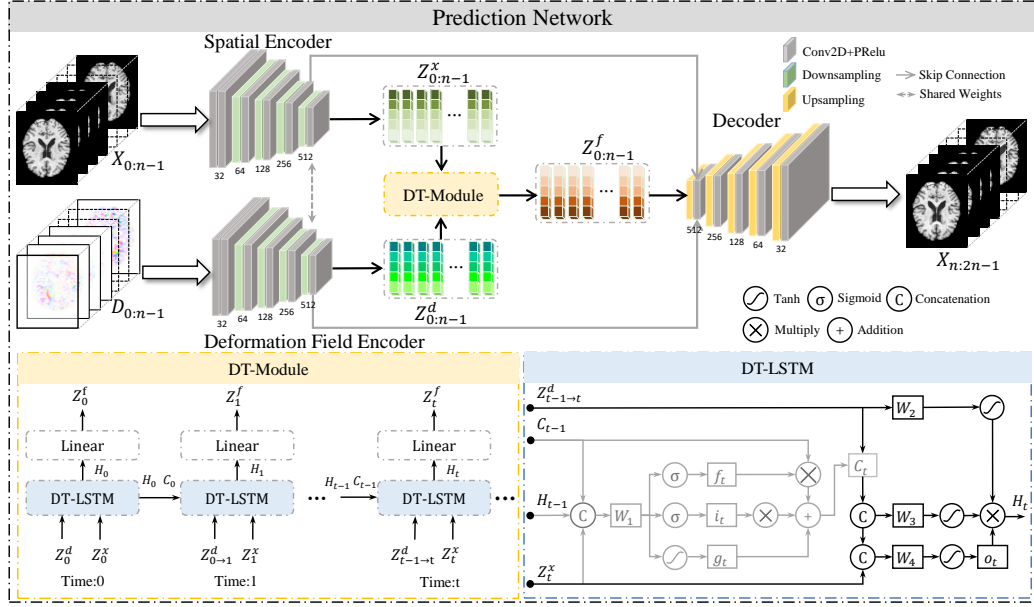 Prediction Network
Spatial Encoder
Conv2D+PRelu
Downsampling
Upsampling
Skip Connection
Shared Weights
X_{0:n−1}
32 64 128 256 512
Z^x_{0:n−1}
...
DT-Module
Z^f_{0:n−1}
...
Decoder
512 256 128 64 32
X_{n:2n−1}
D_{0:n−1}
32 64 128 256 512
...
Z^d_{0:n−1}
Deformation Field Encoder
Tanh σ Sigmoid C Concatenation
× Multiply + Addition
DT-Module
Z^f_0 Z^f_1 Z^f_t
Linear Linear Linear
H_0 H_1 H_t
H_0 C_0 H_{t−1} C_{t−1}
DT-LSTM DT-LSTM ... DT-LSTM ...
Z^d_0 Z^x_0 Z^d_{0→1} Z^x_1 Z^d_{t−1→t} Z^x_t
Time:0 Time:1 Time:t
DT-LSTM
Z^d_{t−1→t} W_2
C_{t−1}
σ f_t × C_t
H_{t−1} C W_1 σ i_t × + C W_3 × H_t
g_t C W_4 o_t
Z^x_t